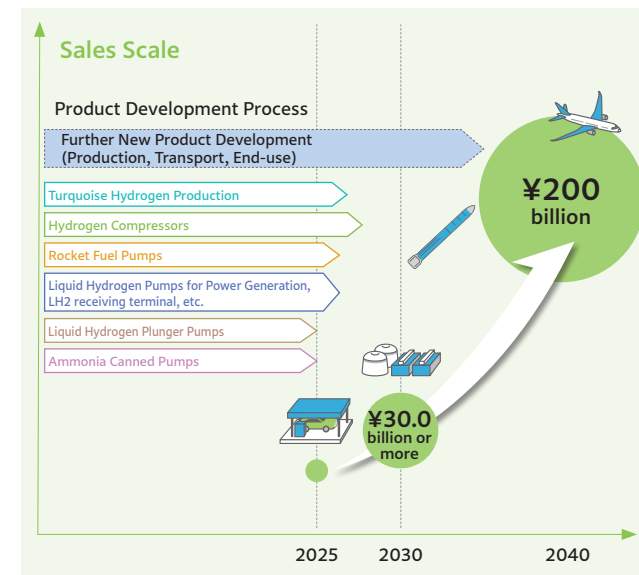 Sales Scale
Product Development Process
Further New Product Development
(Production, Transport, End-use)
Turquoise Hydrogen Production
Hydrogen Compressors
Rocket Fuel Pumps
Liquid Hydrogen Pumps for Power Generation,
LH2 receiving terminal, etc.
Liquid Hydrogen Plunger Pumps
Ammonia Canned Pumps
¥200
billion
¥30.0
billion or
more
2025
2030
2040